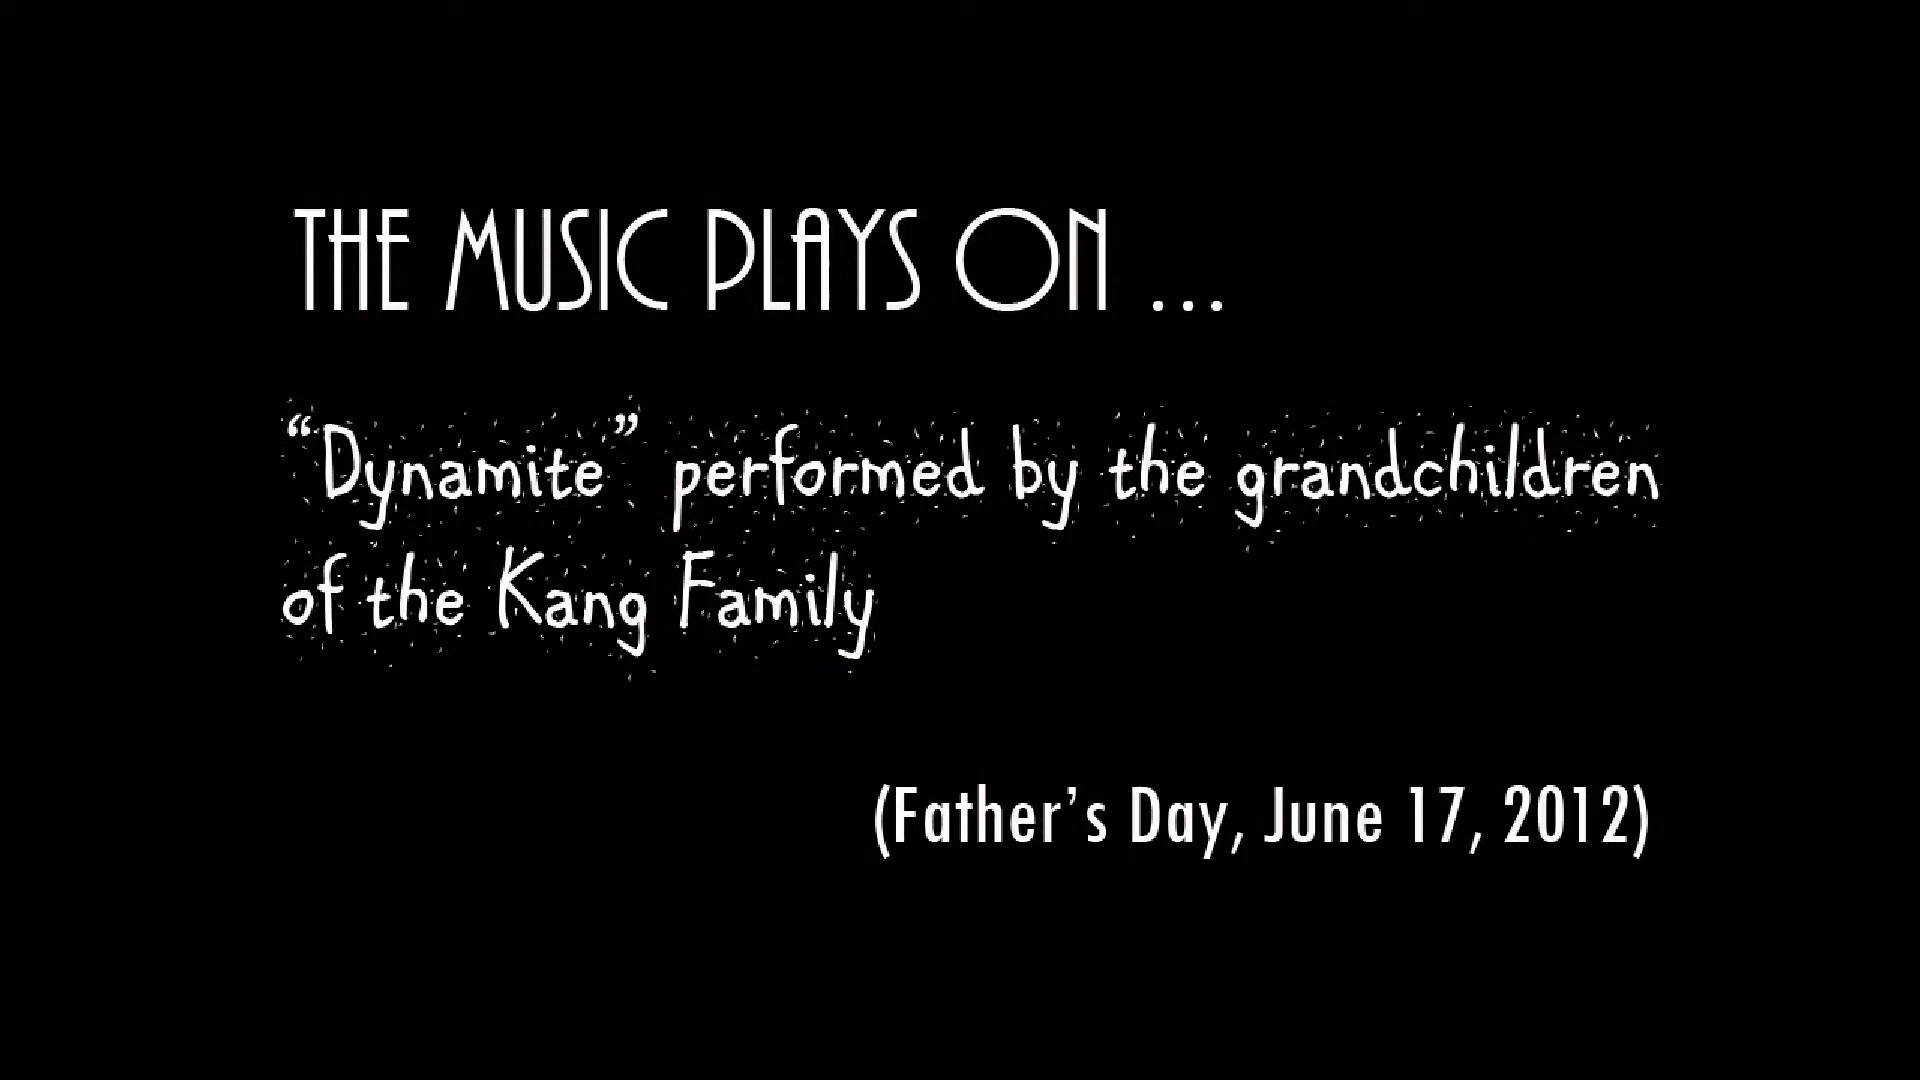 THE MUSIC PLAYS ON ...
“Dynamite” performed by the grandchildren
of the Kang Family
(Father’s Day, June 17, 2012)